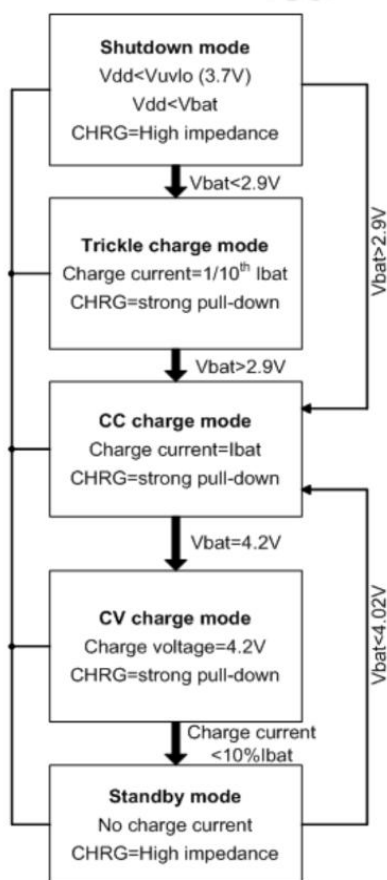 Shutdown mode
Vdd<Vuvlo (3.7V)
Vdd<Vbat
CHRG=High impedance
Vbat<2.9V
Vbat>2.9V
Trickle charge mode
Charge current=1/10th Ibat
CHRG=strong pull-down
Vbat>2.9V
CC charge mode
Charge current=Ibat
CHRG=strong pull-down
Vbat=4.2V
Vbat<4.02V
CV charge mode
Charge voltage=4.2V
CHRG=strong pull-down
Charge current
<10%Ibat
Standby mode
No charge current
CHRG=High impedance